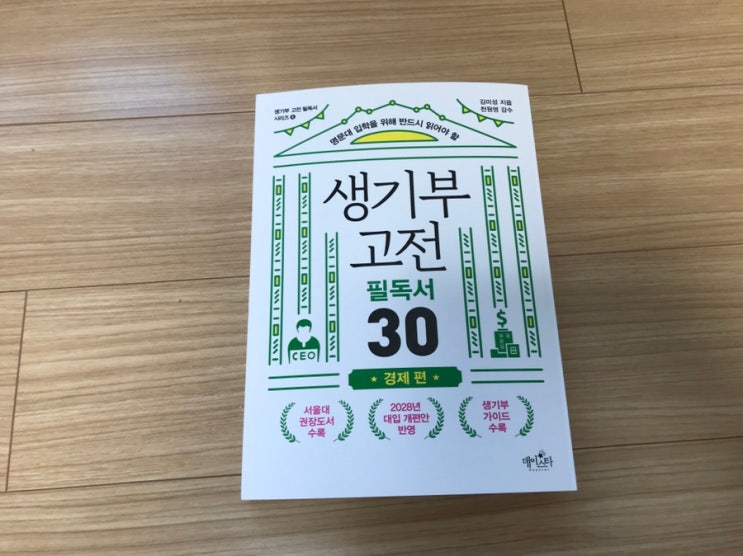 생기부 고전 필독서
시리즈
김미성 지음
천원영 감수
명문대 입학을 위해 반드시 읽어야 할
생기부
고전
필독서
30
CEO
$
★ 경제 편 ★
서울대
권장도서
수록
2028년
대입 개편안
반영
생기부
가이드
수록
데이스타
Daystar